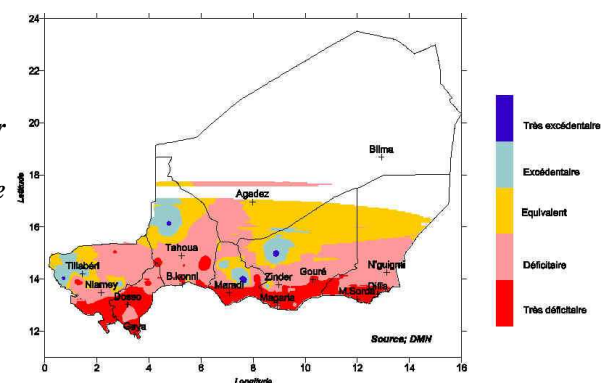 r
e
24
22
20
18
16
14
12
Latitude
Bilma
Agadez
Tahoua
Tillabéri
Niamey
B.konni
Maradi
Zinder
Gouré
N'guigmi
Dosso
Magaria
M.Soroa
Diffa
Gaya
Source; DMN
0 2 4 6 8 10 12 14 16
Longitude
Très excédentaire
Excédentaire
Equivalent
Déficitaire
Très déficitaire